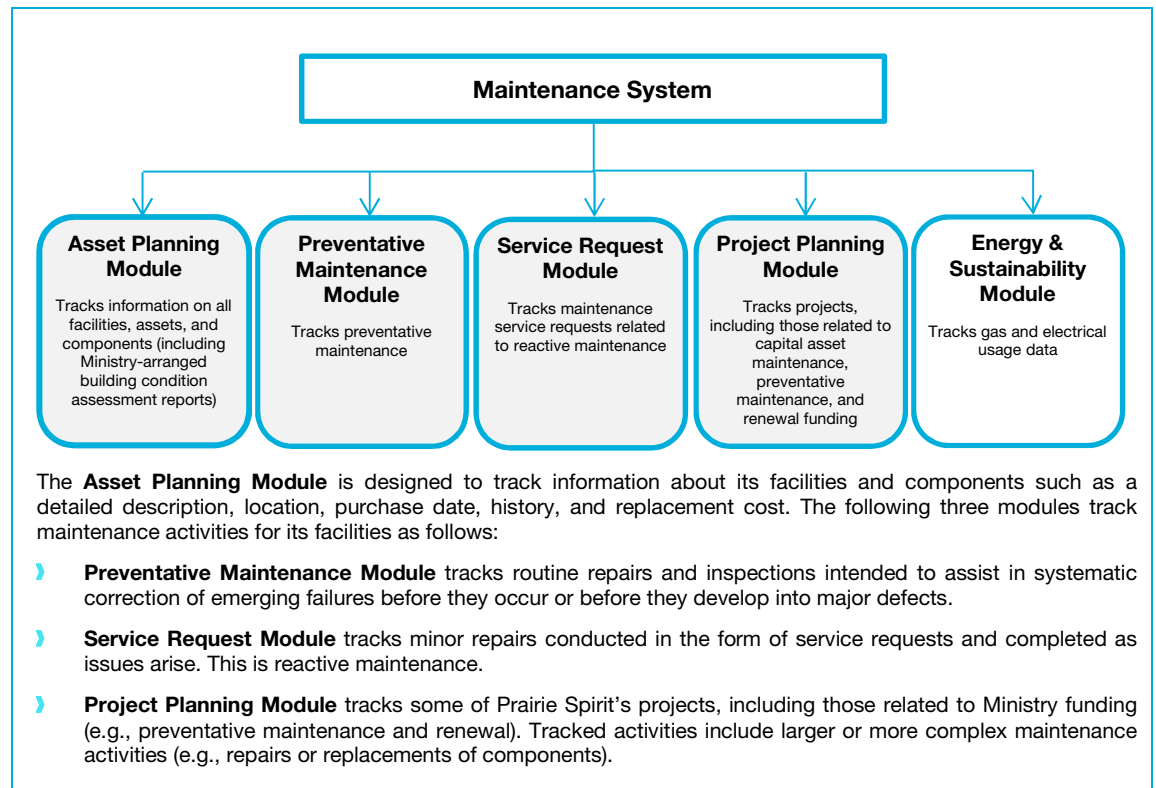 Maintenance System
Asset Planning
Module
Tracks information on all
facilities, assets, and
components (including
Ministry-arranged
building condition
assessment reports)
Preventative
Maintenance
Module
Tracks preventative
maintenance
Service Request
Module
Tracks maintenance
service requests related
to reactive maintenance
Project Planning
Module
Tracks projects,
including those related to
capital asset
maintenance,
preventative
maintenance, and
renewal funding
Energy &
Sustainability
Module
Tracks gas and electrical
usage data
The Asset Planning Module is designed to track information about its facilities and components such as a
detailed description, location, purchase date, history, and replacement cost. The following three modules track
maintenance activities for its facilities as follows:
Preventative Maintenance Module tracks routine repairs and inspections intended to assist in systematic
correction of emerging failures before they occur or before they develop into major defects.
Service Request Module tracks minor repairs conducted in the form of service requests and completed as
issues arise. This is reactive maintenance.
Project Planning Module tracks some of Prairie Spirit’s projects, including those related to Ministry funding
(e.g., preventative maintenance and renewal). Tracked activities include larger or more complex maintenance
activities (e.g., repairs or replacements of components).